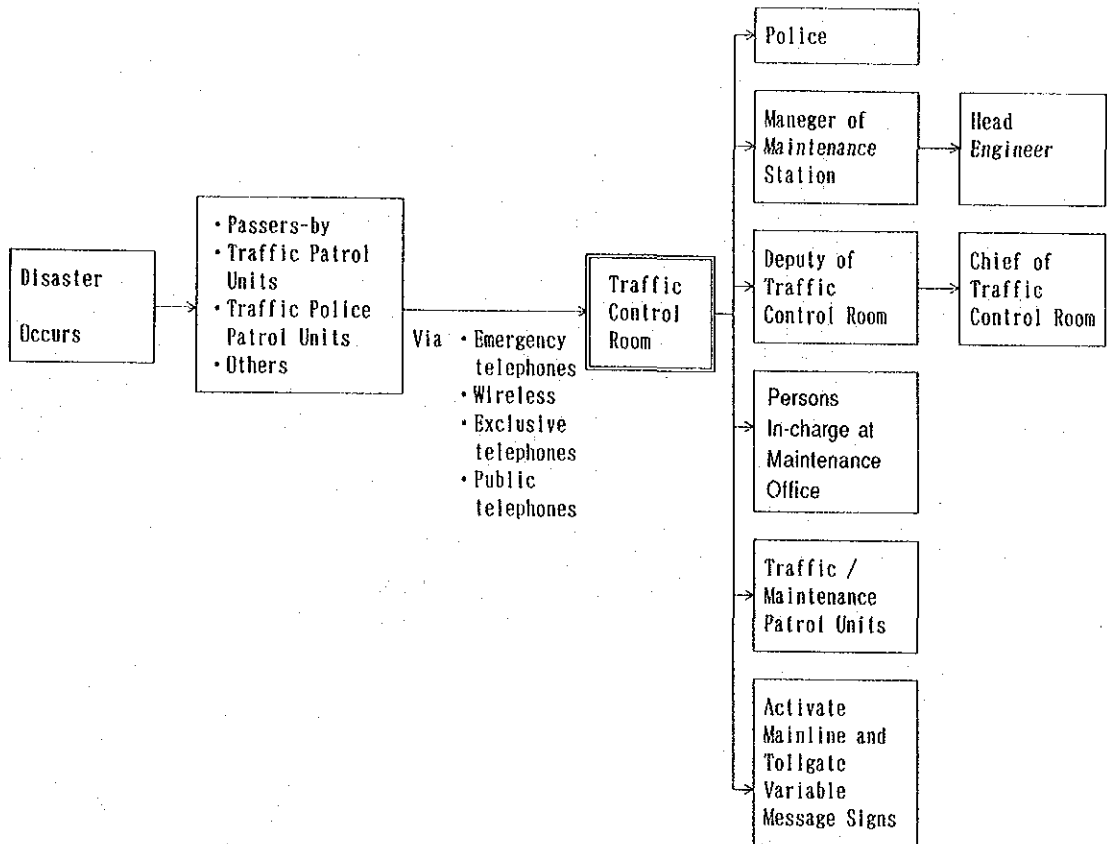 Disaster
Occurs
・Passers-by
・Traffic Patrol
Units
・Traffic Police
Patrol Units
・Others
Via ・Emergency
telephones
・Wireless
・Exclusive
telephones
・Public
telephones
Traffic
Control
Room
Police
Maneger of
Maintenance
Station
Head
Engineer
Deputy of
Traffic
Control Room
Chief of
Traffic
Control Room
Persons
In-charge at
Maintenance
Office
Traffic /
Maintenance
Patrol Units
Activate
Mainline and
Tollgate
Variable
Message Signs